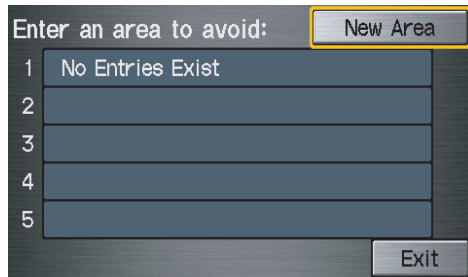 Enter an area to avoid:
New Area
1 No Entries Exist
2
3
4
5
Exit